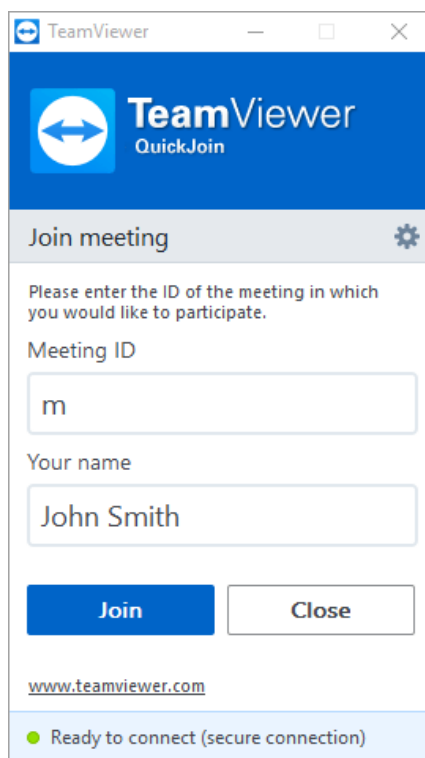 TeamViewer
TeamViewer
QuickJoin
Join meeting
Please enter the ID of the meeting in which
you would like to participate.
Meeting ID
m
Your name
John Smith
Join Close
www.teamviewer.com
Ready to connect (secure connection)